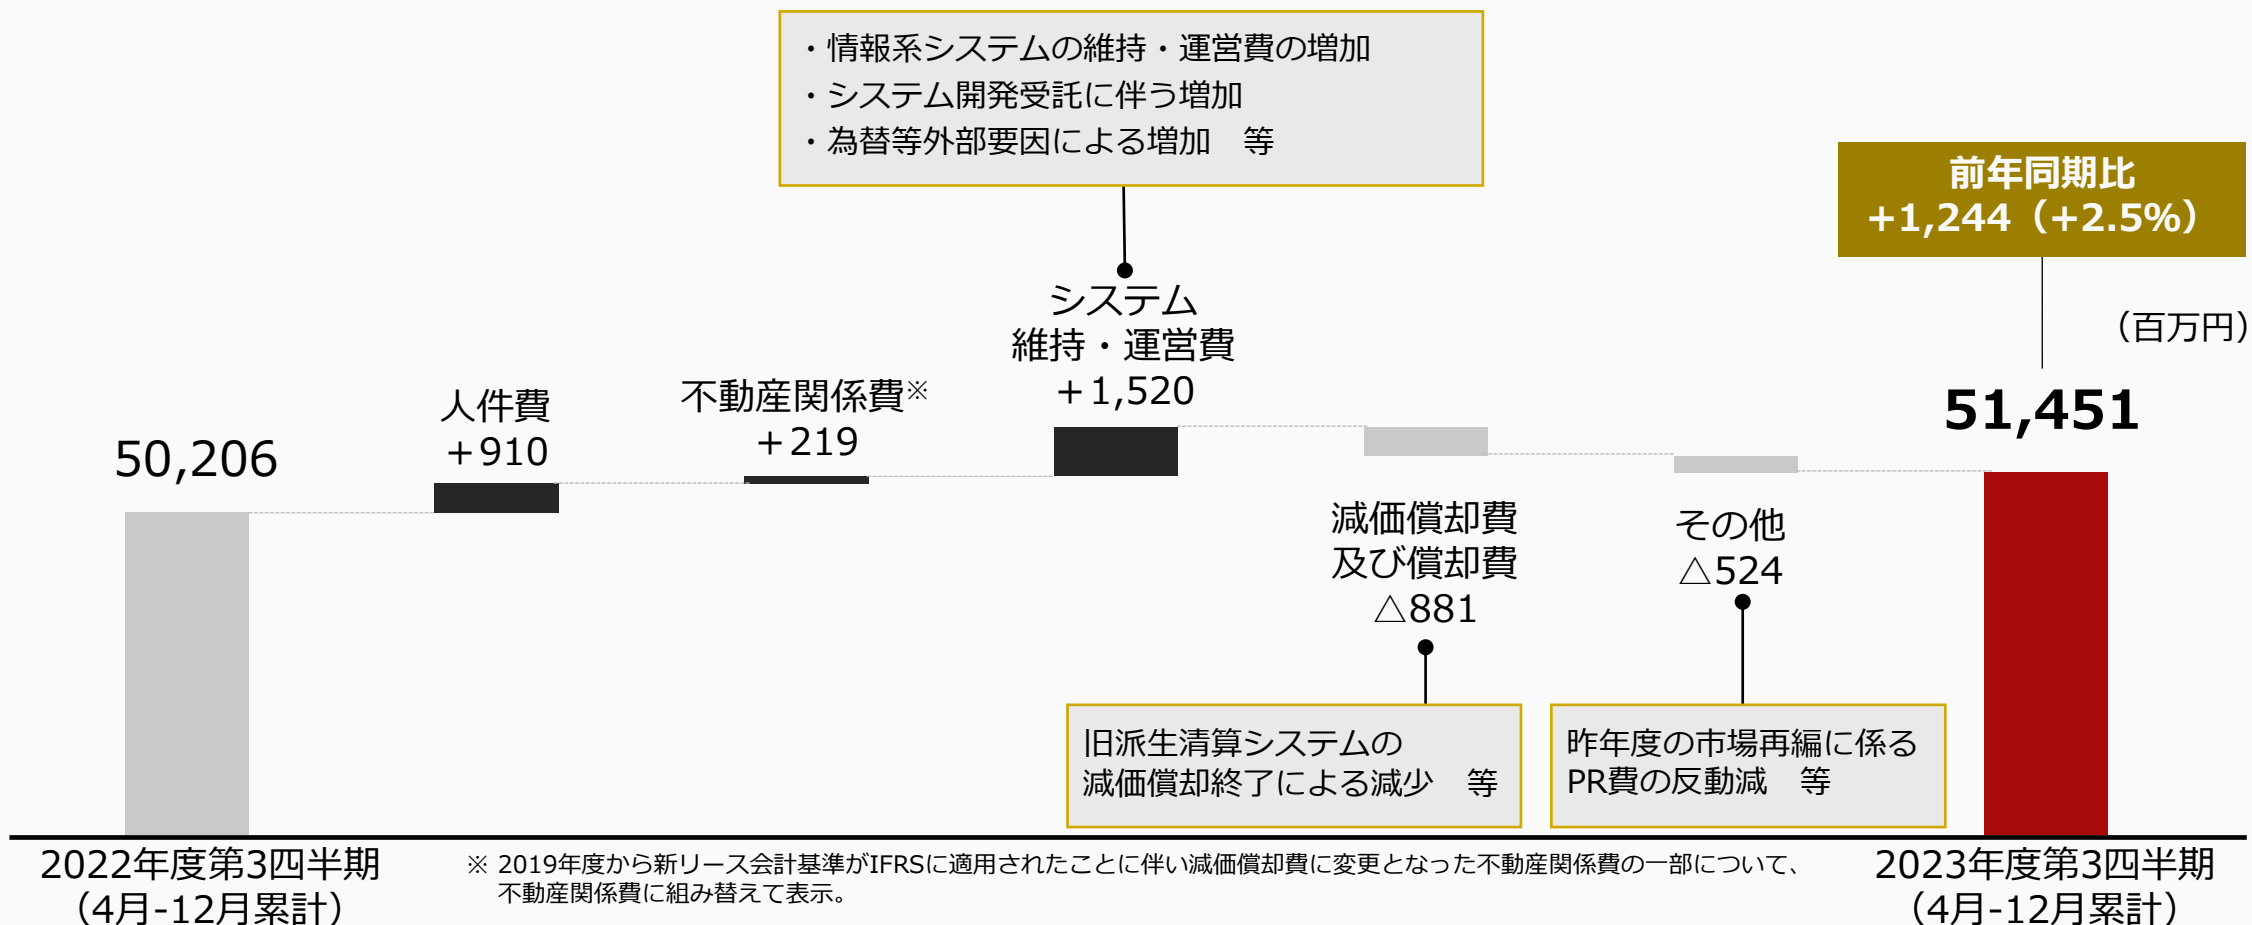 ・情報系システムの維持・運営費の増加
・システム開発受託に伴う増加
・為替等外部要因による増加　等
前年同期比
+1,244（+2.5%）
（百万円）
50,206
人件費
＋910
不動産関係費※
＋219
システム
維持・運営費
＋1,520
減価償却費
及び償却費
△881
その他
△524
51,451
旧派生清算システムの
減価償却終了による減少　等
昨年度の市場再編に係る
PR費の反動減　等
2022年度第3四半期
（4月-12月累計）
※ 2019年度から新リース会計基準がIFRSに適用されたことに伴い減価償却費に変更となった不動産関係費の一部について、
不動産関係費に組み替えて表示。
2023年度第3四半期
（4月-12月累計）